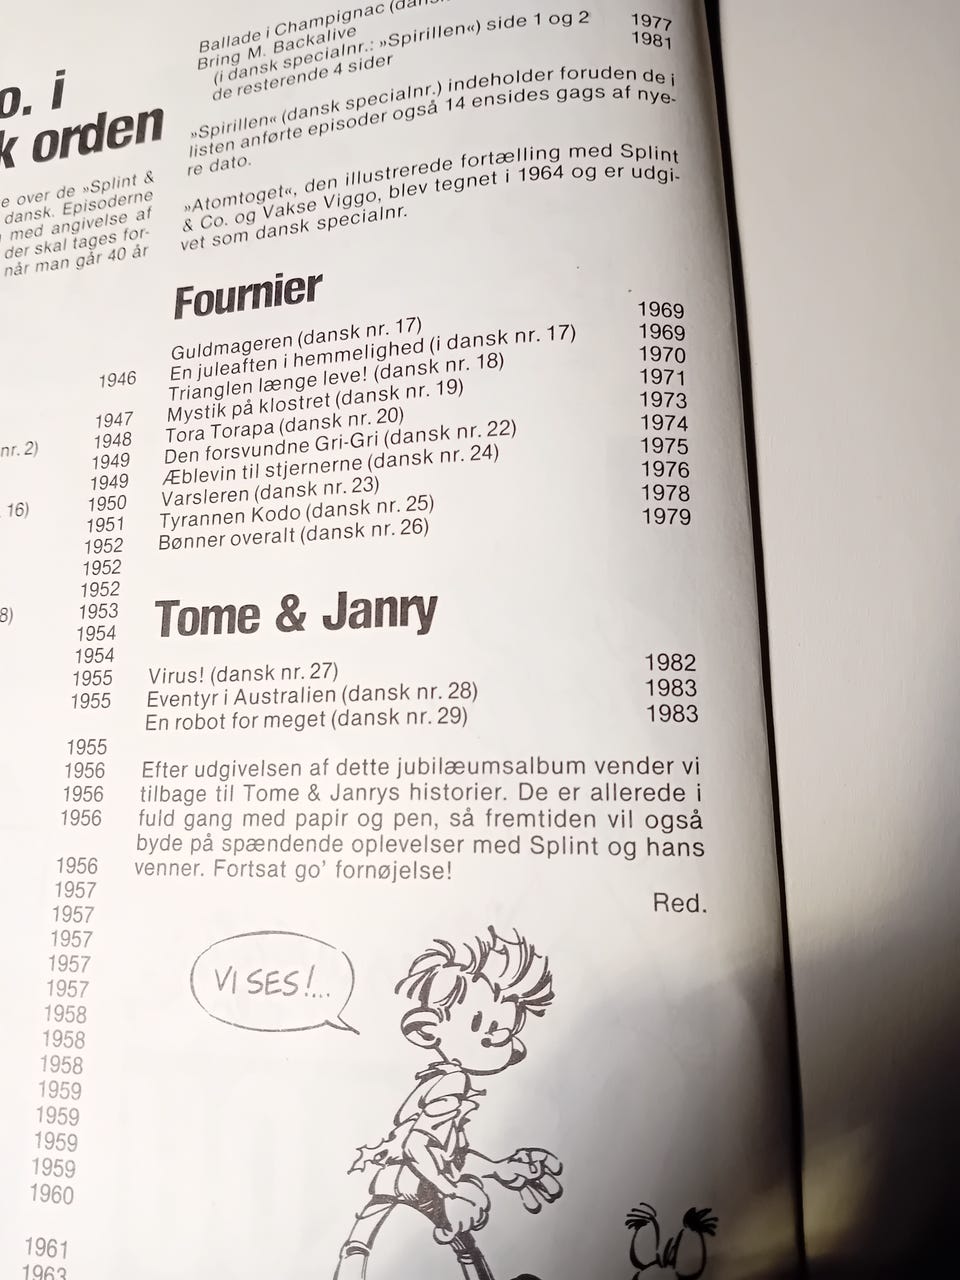 o. i
k orden
e over de »Splint &
dansk. Episoderne
med angivelse af
der skal tages for-
når man går 40 år
1946
1947
1948
nr. 2) 1949
1949
1950
16) 1951
1952
1952
1952
8) 1953
1954
1954
1955
1955
1955
1956
1956
1956
1956
1957
1957
1957
1957
1957
1958
1958
1958
1959
1959
1959
1959
1960
1961
1963
Ballade i Champignac
Bring M. Backalive
(i dansk specialnr.: »Spirillen«) side 1 og 2 1977
de resterende 4 sider 1981
»Spirillen« (dansk specialnr.) indeholder foruden de i
listen anførte episoder også 14 ensides gags af nye-
re dato.
»Atomtoget«, den illustrerede fortælling med Splint
& Co. og Vakse Viggo, blev tegnet i 1964 og er udgi-
vet som dansk specialnr.
Fournier
Guldmageren (dansk nr. 17) 1969
En juleaften i hemmelighed (i dansk nr. 17) 1969
Trianglen længe leve! (dansk nr. 18) 1970
Mystik på klostret (dansk nr. 19) 1971
Tora Torapa (dansk nr. 20) 1973
Den forsvundne Gri-Gri (dansk nr. 22) 1974
Æblevin til stjernerne (dansk nr. 24) 1975
Varsleren (dansk nr. 23) 1976
Tyrannen Kodo (dansk nr. 25) 1978
Bønner overalt (dansk nr. 26) 1979
Tome & Janry
Virus! (dansk nr. 27) 1982
Eventyr i Australien (dansk nr. 28) 1983
En robot for meget (dansk nr. 29) 1983
Efter udgivelsen af dette jubilæumsalbum vender vi
tilbage til Tome & Janrys historier. De er allerede i
fuld gang med papir og pen, så fremtiden vil også
byde på spændende oplevelser med Splint og hans
venner. Fortsat go' fornøjelse!
Red.
VI SES!...